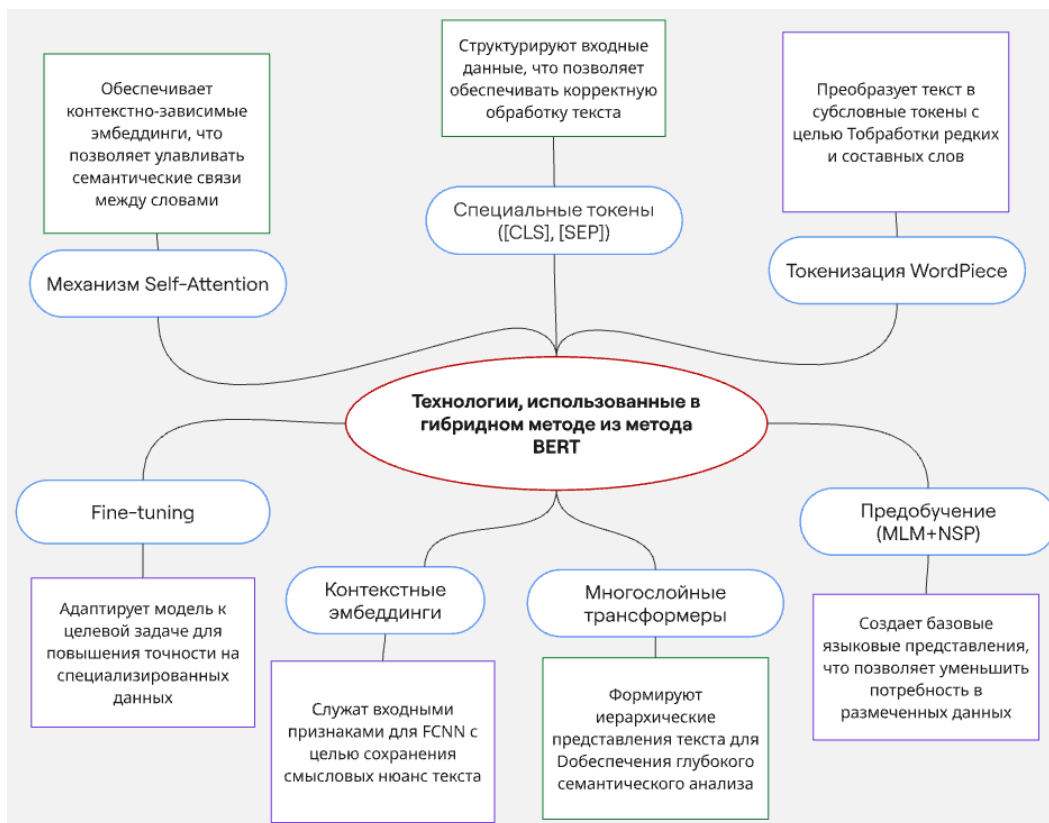 Обеспечивает
контекстно-зависимые
эмбеддинги, что
позволяет улавливать
семантические связи
между словами
Механизм Self-Attention
Структурируют входные
данные, что позволяет
обеспечивать корректную
обработку текста
Специальные токены
([CLS], [SEP])
Преобразует текст в
субсловные токены с
целью Тобработки редких
и составных слов
Токенизация WordPiece
Технологии, использованные в
гибридном методе из метода
BERT
Fine-tuning
Адаптирует модель к
целевой задаче для
повышения точности на
специализированных
данных
Контекстные
эмбеддинги
Служат входными
признаками для FCNN с
целью сохранения
смысловых нюанс текста
Многослойные
трансформеры
Формируют
иерархические
представления текста для
Dобеспечения глубокого
семантического анализа
Предобучение
(MLM+NSP)
Создает базовые
языковые представления,
что позволяет уменьшить
потребность в
размеченных данных